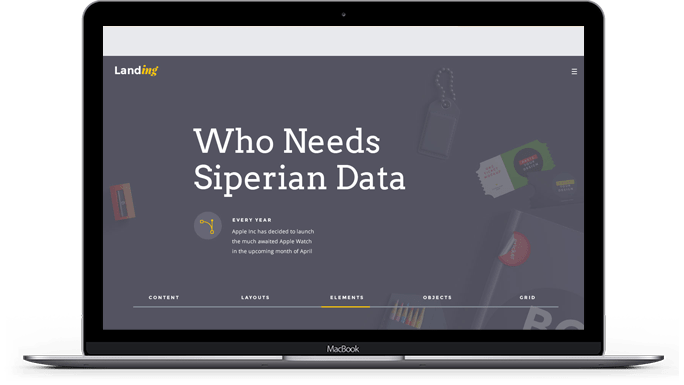 Landing
Who Needs
Siperian Data
EVERY YEAR
Apple Inc has decided to launch
the much awaited Apple Watch
in the upcoming month of April
CONTENT LAYOUTS ELEMENTS OBJECTS GRID
MacBook